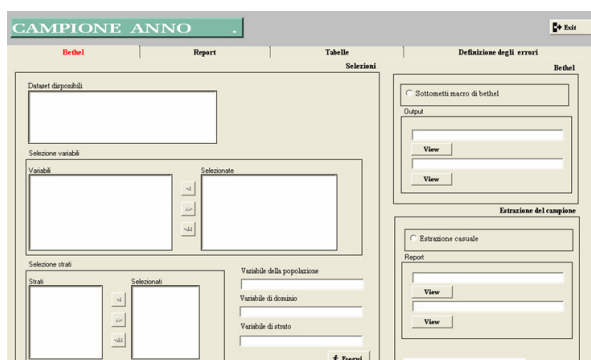 CAMPIONE ANNO .
Exit
Bethel
Report
Tabelle
Definizione degli errori
Selezioni
Dataset disponibili
Selezione variabili
Variabili
Selezionate
<|
>>
<<|
Selezione strati
Strati
Selezionati
<|
>>
<<|
Variabile della popolazione
Variabile di dominio
Variabile di strato
Esegui
Bethel
Sottometti macro di bethel
Output
View
View
Estrazione del campione
Estrazione casuale
Report
View
View